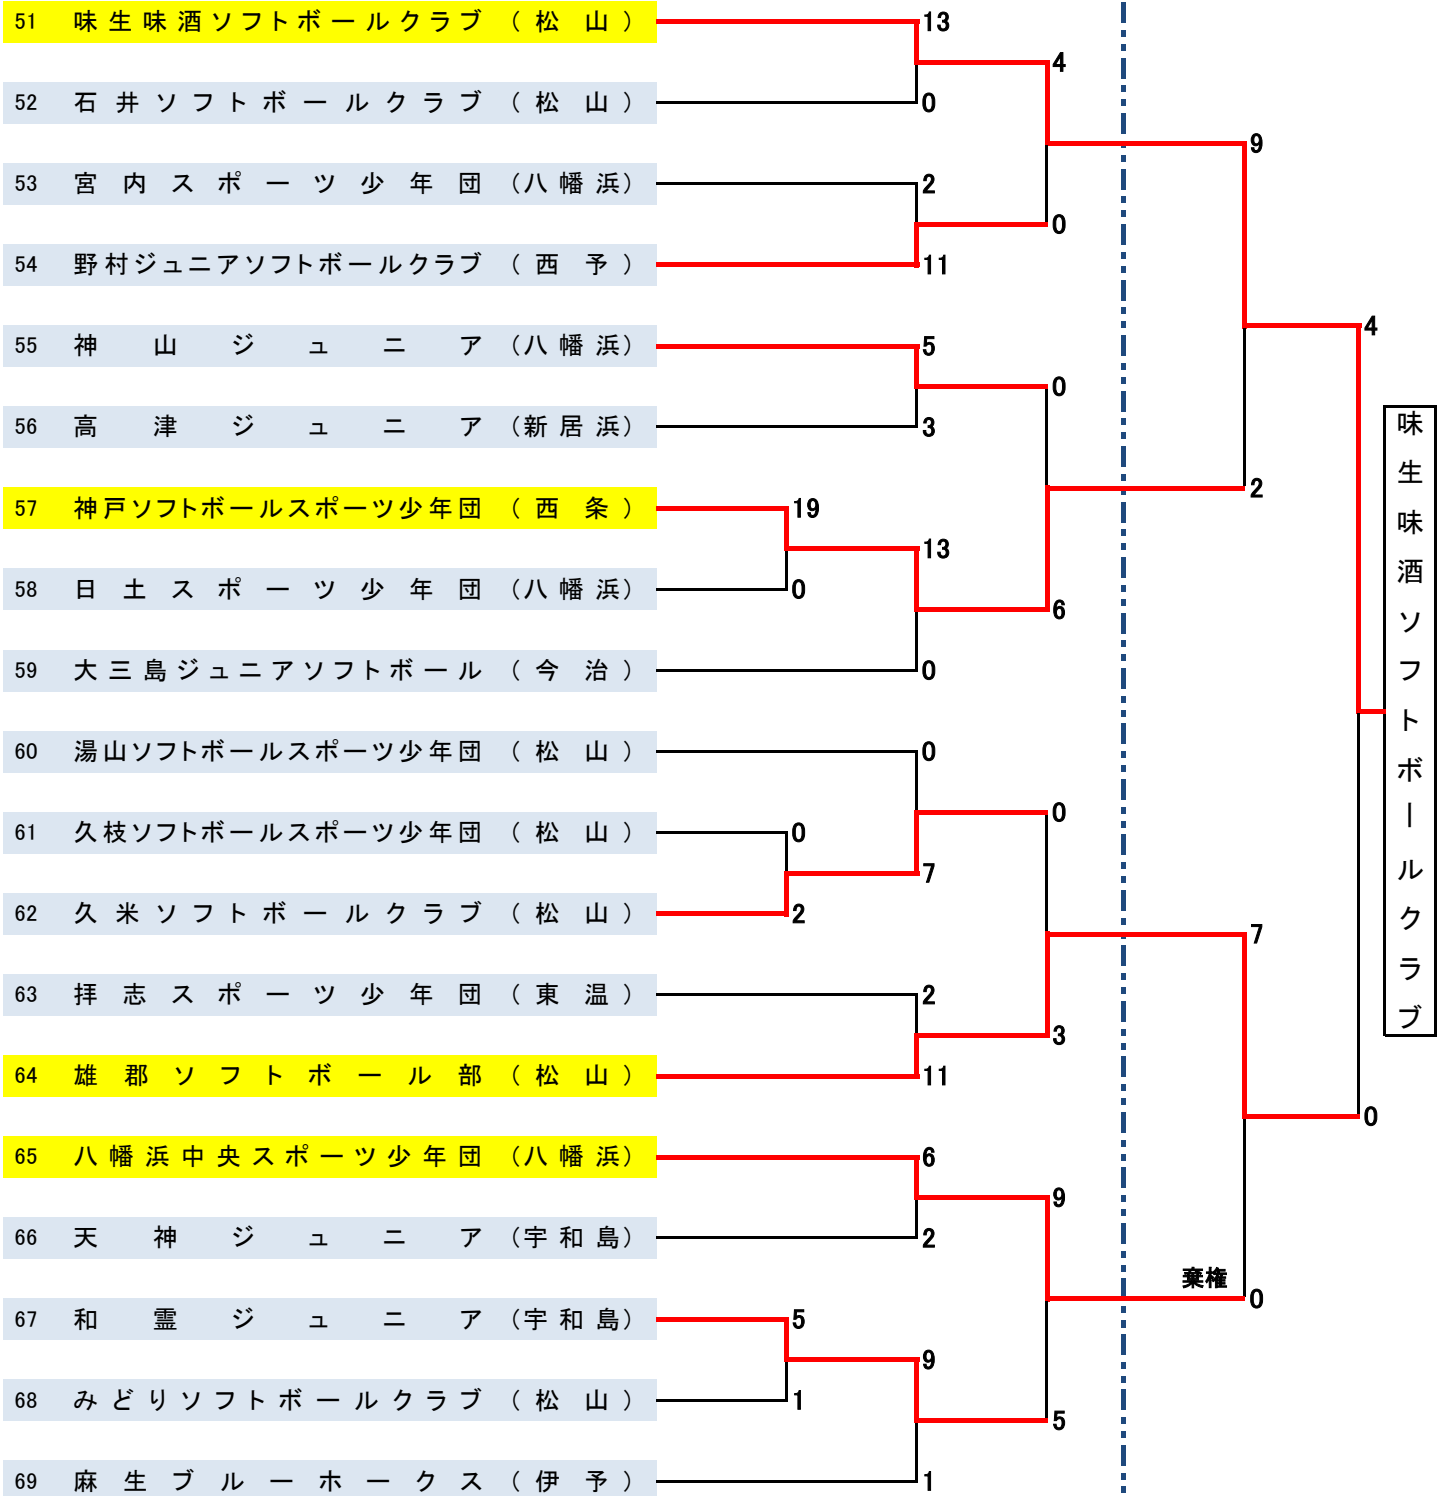 51 味生味酒ソフトボールクラブ (松 山) 13
4
52 石井ソフトボールクラブ (松 山) 0
9
53 宮内スポーツ少年団 (八幡浜) 2
0
54 野村ジュニアソフトボールクラブ (西 予) 11
4
55 神山ジュニア (八幡浜) 5
0
56 高津ジュニア (新居浜) 3
2
57 神戸ソフトボールスポーツ少年団 (西 条) 19
13
58 日土スポーツ少年団 (八幡浜) 0
6
59 大三島ジュニアソフトボール (今 治) 0
味生味酒ソフトボールクラブ
60 湯山ソフトボールスポーツ少年団 (松 山) 0
0
61 久枝ソフトボールスポーツ少年団 (松 山) 0
7
62 久米ソフトボールクラブ (松 山) 2
7
63 拝志スポーツ少年団 (東 温) 2
3
64 雄郡ソフトボール部 (松 山) 11
0
65 八幡浜中央スポーツ少年団 (八幡浜) 6
9
66 天神ジュニア (宇和島) 2
棄権 0
67 和霊ジュニア (宇和島) 5
9
68 みどりソフトボールクラブ (松 山) 1
5
69 麻生ブルーホークス (伊 予) 1